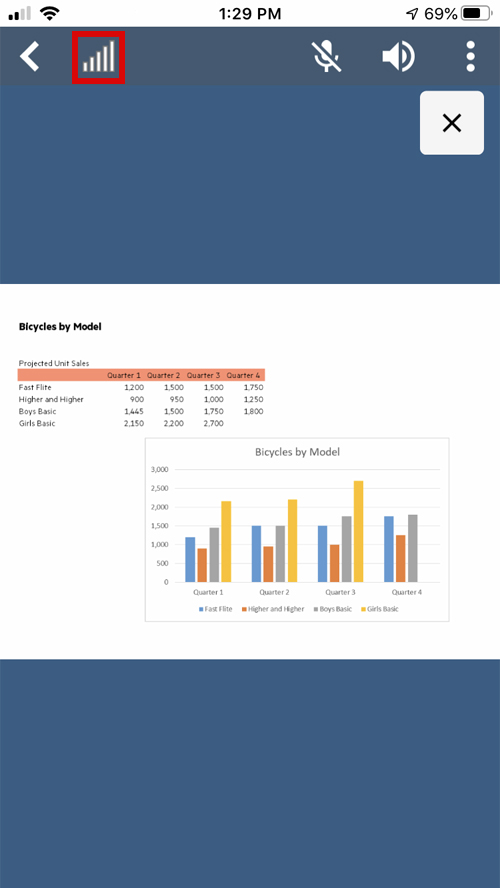 1:29 PM
69%
Bicycles by Model
Projected Unit Sales
Quarter 1 Quarter 2 Quarter 3 Quarter 4
Fast Flite 1,200 1,500 1,500 1,750
Higher and Higher 900 950 1,000 1,250
Boys Basic 1,445 1,500 1,750 1,800
Girls Basic 2,150 2,200 2,700
Bicycles by Model
3,000
2,500
2,000
1,500
1,000
500
0
Quarter 1 Quarter 2 Quarter 3 Quarter 4
Fast Flite Higher and Higher Boys Basic Girls Basic